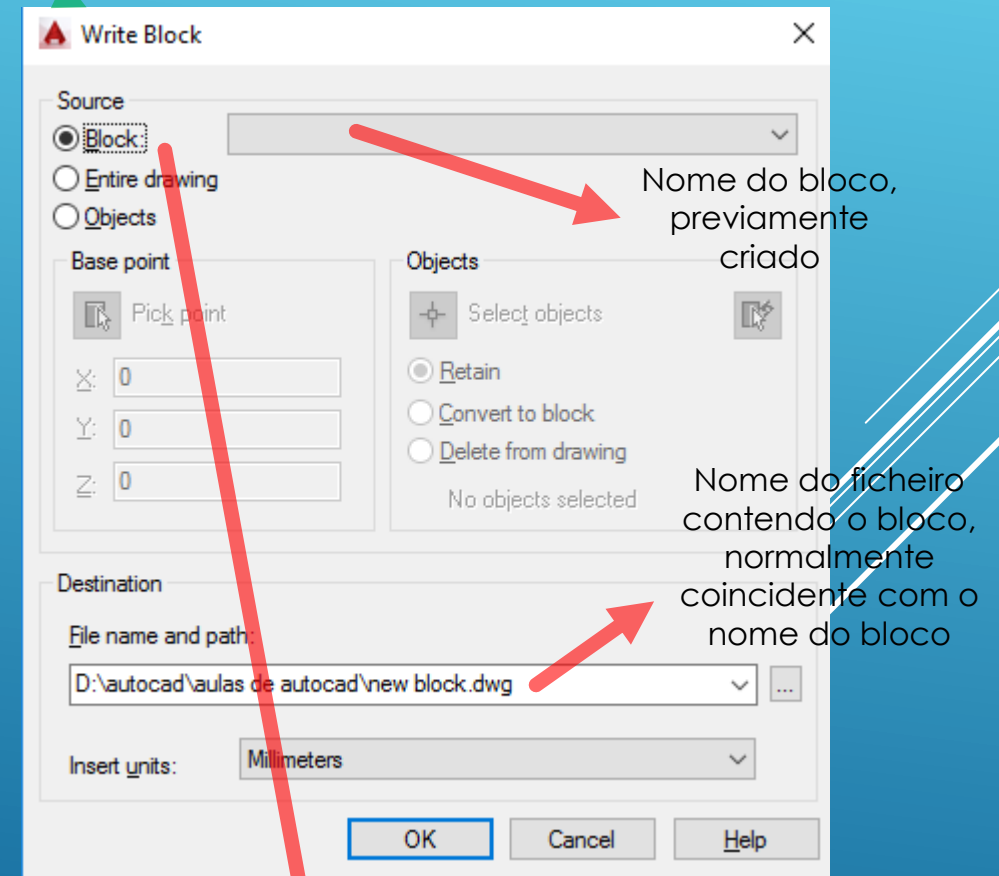 Write Block
Source
Block:
Entire drawing
Objects
Nome do bloco,
previamente
criado
Base point
Pick point
X: 0
Y: 0
Z: 0
Objects
Select objects
Retain
Convert to block
Delete from drawing
No objects selected
Nome do ficheiro
contendo o bloco,
normalmente
coincidente com o
nome do bloco
Destination
File name and path:
D:\autocad\aulas de autocad\new block.dwg
...
Insert units: Millimeters
OK Cancel Help